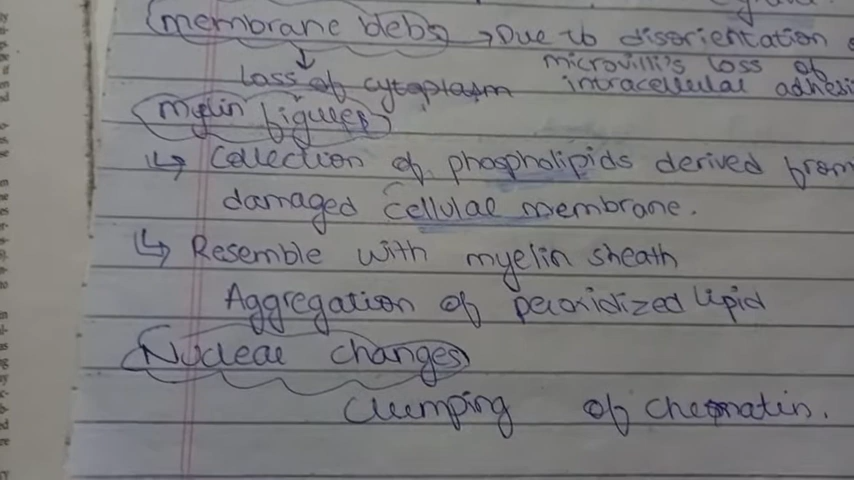 membrane blebs → Due to disorientation
microvilli's loss of
↓
Loss of cytoplasm intracellular adhesi
myelin figures
↳ Collection of phospholipids derived from
damaged cellular membrane.
↳ Resemble with myelin sheath
Aggregation of peroxidized lipid
Nuclear changes
Clumping of chromatin.